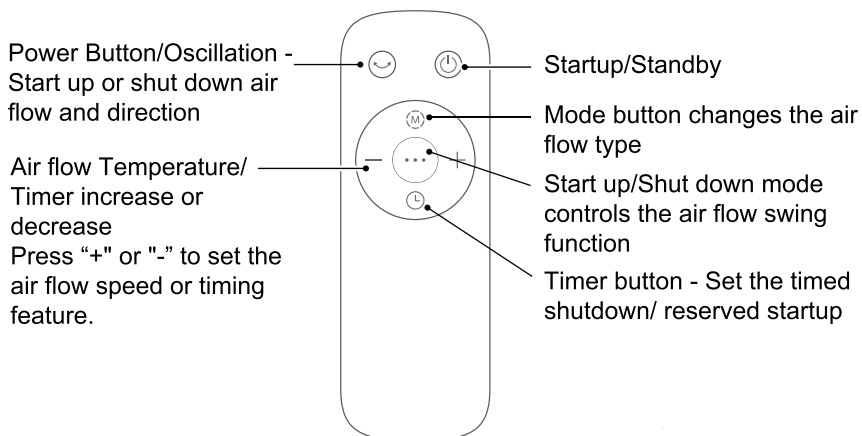 Power Button/Oscillation -
Start up or shut down air
flow and direction
Air flow Temperature/
Timer increase or
decrease
Press “+" or "-” to set the
air flow speed or timing
feature.
M
Startup/Standby
Mode button changes the air
flow type
Start up/Shut down mode
controls the air flow swing
function
Timer button - Set the timed
shutdown/ reserved startup